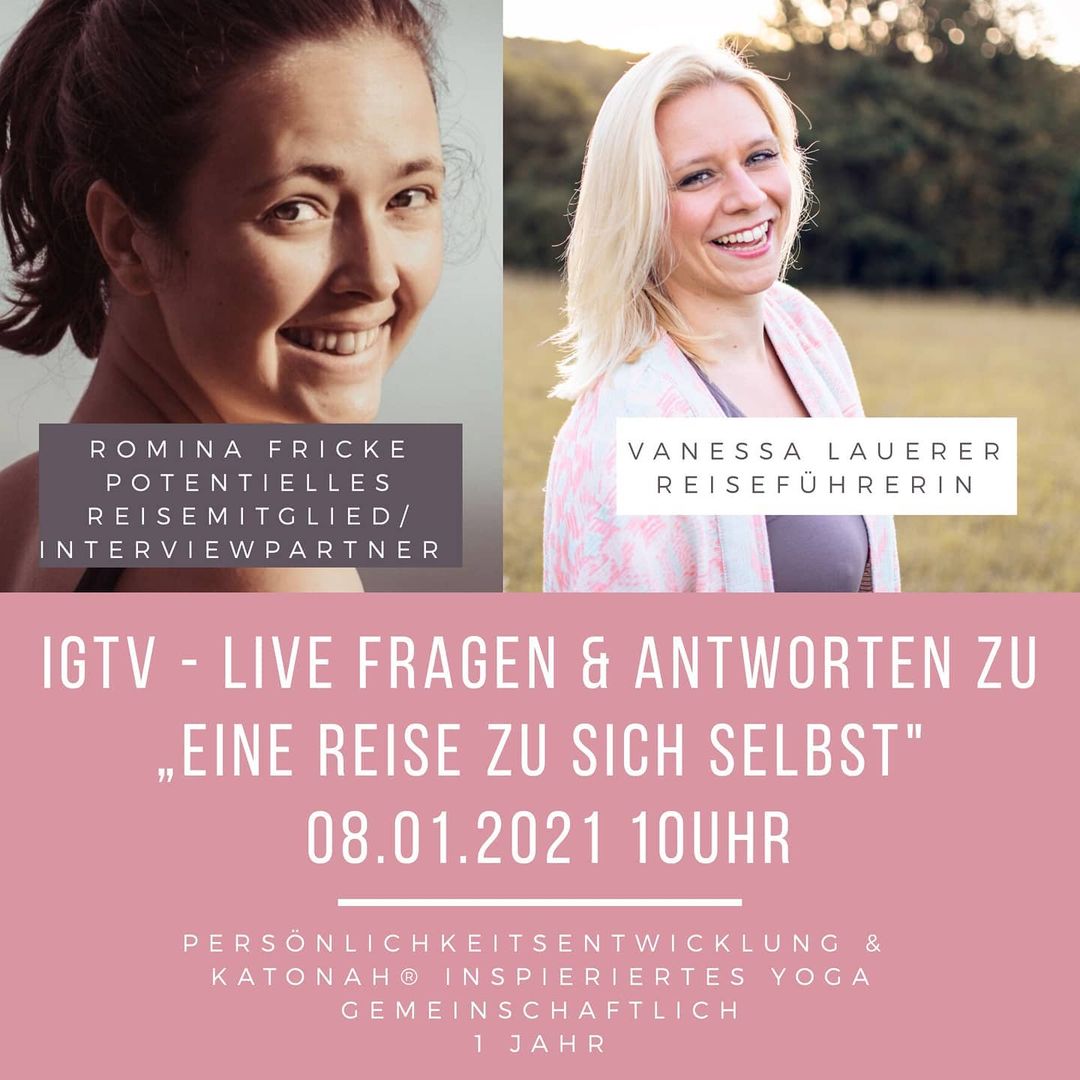 ROMINA FRICKE
POTENTIELLES
REISEMITGLIED/
INTERVIEWPARTNER
VANESSA LAUERER
REISEFÜHRERIN
IGTV - LIVE FRAGEN & ANTWORTEN ZU
„EINE REISE ZU SICH SELBST"
08.01.2021 10UHR
PERSÖNLICHKEITSENTWICKLUNG &
KATONAH® INSPIERIERTES YOGA
GEMEINSCHAFTLICH
1 JAHR